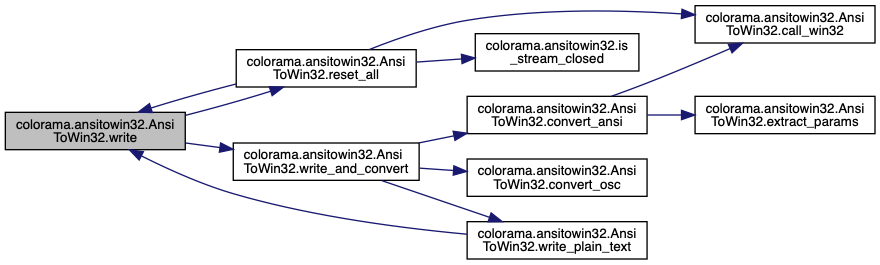 colorama.ansitowin32.Ansi
ToWin32.write
colorama.ansitowin32.Ansi
ToWin32.reset_all
colorama.ansitowin32.Ansi
ToWin32.write_and_convert
colorama.ansitowin32.is
_stream_closed
colorama.ansitowin32.Ansi
ToWin32.convert_ansi
colorama.ansitowin32.Ansi
ToWin32.convert_osc
colorama.ansitowin32.Ansi
ToWin32.write_plain_text
colorama.ansitowin32.Ansi
ToWin32.call_win32
colorama.ansitowin32.Ansi
ToWin32.extract_params